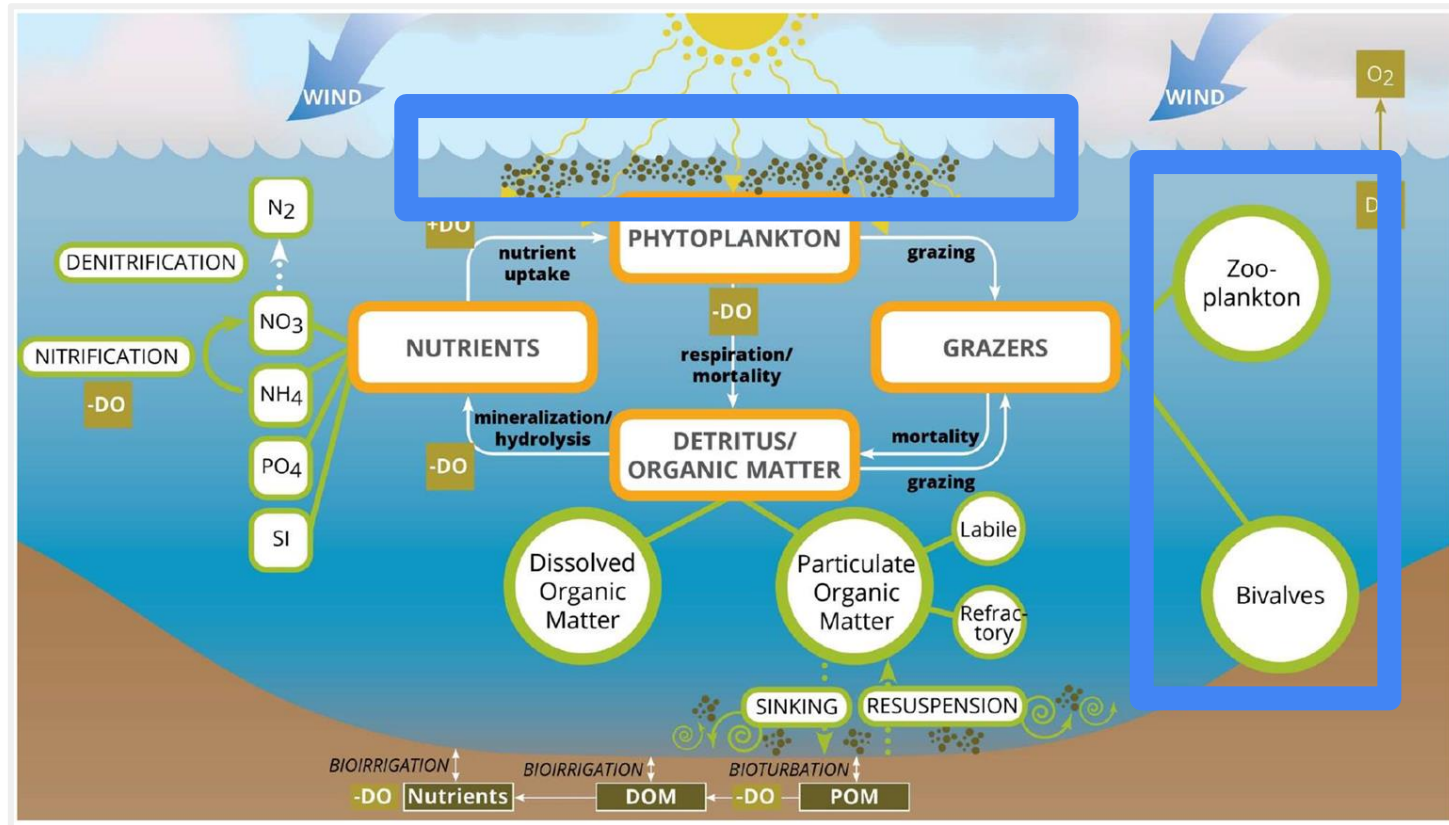 WIND
WIND
O2
D
N2
DENITRIFICATION
+DO
nutrient
uptake
PHYTOPLANKTON
grazing
Zoo-
plankton
NO3
NITRIFICATION
-DO
NH4
NUTRIENTS
-DO
respiration/
mortality
GRAZERS
mineralization/
hydrolysis
-DO
DETRITUS/
ORGANIC MATTER
mortality
grazing
PO4
SI
Dissolved
Organic
Matter
Particulate
Organic
Matter
Labile
Refrac-
tory
Bivalves
SINKING
RESUSPENSION
BIOIRRIGATION
BIOIRRIGATION
BIOTURBATION
-DO
Nutrients
DOM
-DO
POM